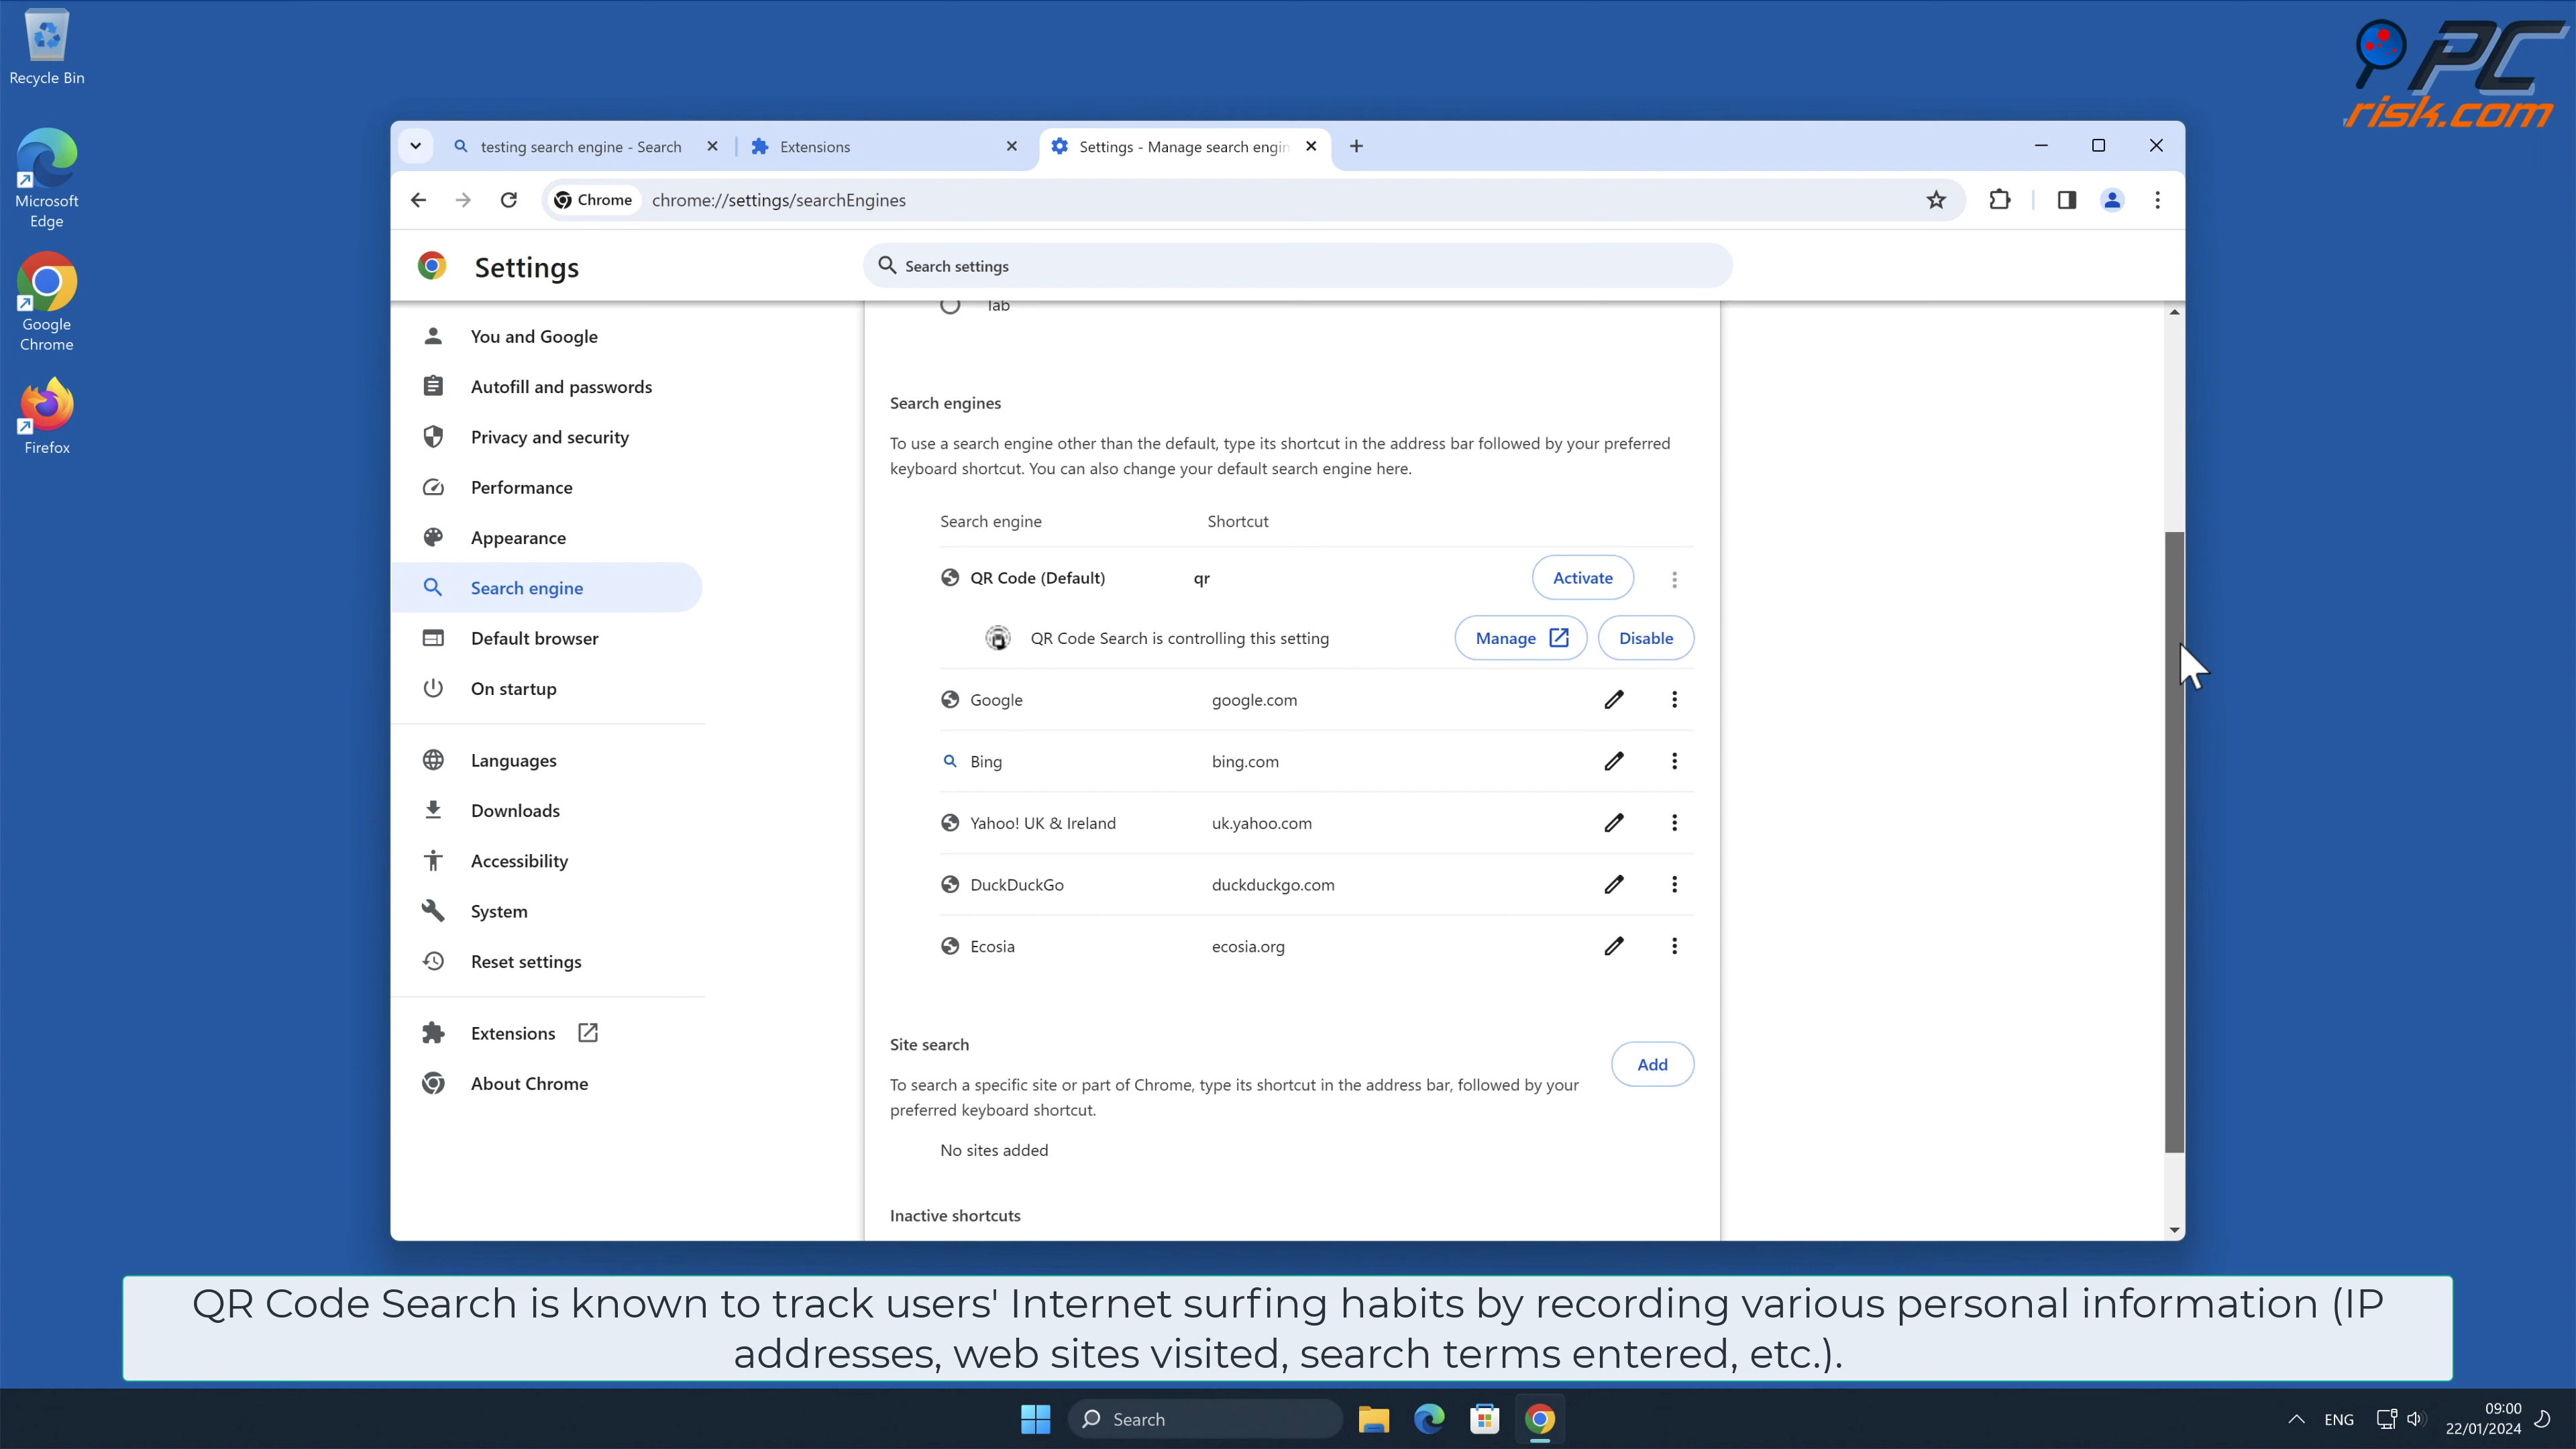 Recycle Bin
Microsoft
Edge
Google
Chrome
Firefox
PC
risk.com
testing search engine - Search
Extensions
Settings - Manage search engin
Chrome
chrome://settings/searchEngines
Settings
Search settings
You and Google
Autofill and passwords
Privacy and security
Performance
Appearance
Search engine
Default browser
On startup
Languages
Downloads
Accessibility
System
Reset settings
Extensions
About Chrome
Tab
Search engines
To use a search engine other than the default, type its shortcut in the address bar followed by your preferred
keyboard shortcut. You can also change your default search engine here.
Search engine Shortcut
QR Code (Default) qr Activate
QR Code Search is controlling this setting Manage Disable
Google google.com
Bing bing.com
Yahoo! UK & Ireland uk.yahoo.com
DuckDuckGo duckduckgo.com
Ecosia ecosia.org
Site search
Add
To search a specific site or part of Chrome, type its shortcut in the address bar, followed by your
preferred keyboard shortcut.
No sites added
Inactive shortcuts
QR Code Search is known to track users' Internet surfing habits by recording various personal information (IP
addresses, web sites visited, search terms entered, etc.).
Search
ENG
09:00
22/01/2024